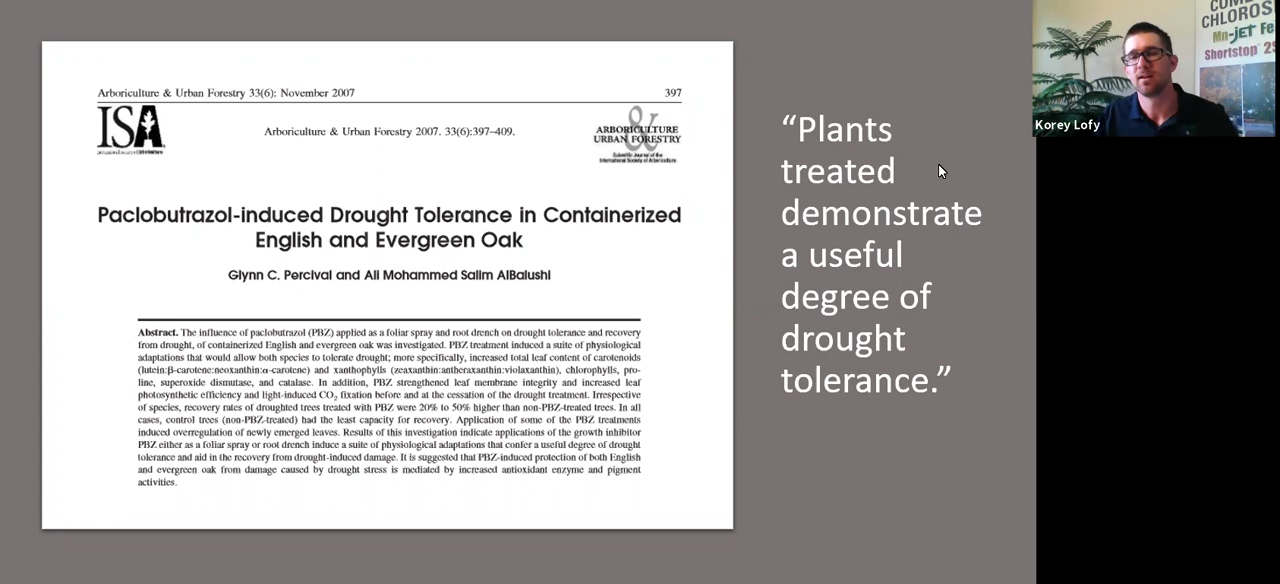 Arboriculture & Urban Forestry 33(6): November 2007
397
ISA
Arboriculture & Urban Forestry 2007. 33(6):397–409.
&
ARBORICULTURE
URBAN FORESTRY
Scientific Journal of the
International Society of Arboriculture
Paclobutrazol-induced Drought Tolerance in Containerized
English and Evergreen Oak
Glynn C. Percival and Ali Mohammed Salim AlBalushi
Abstract. The influence of paclobutrazol (PBZ) applied as a foliar spray and root drench on drought tolerance and recovery
from drought, of containerized English and evergreen oak was investigated. PBZ treatment induced a suite of physiological
adaptations that would allow both species to tolerate drought; more specifically, increased total leaf content of carotenoids
(lutein:β-carotene:neoxanthin:α-carotene) and xanthophylls (zeaxanthin:antheraxanthin:violaxanthin), chlorophylls, pro-
line, superoxide dismutase, and catalase. In addition, PBZ strengthened leaf membrane integrity and increased leaf
photosynthetic efficiency and light-induced CO₂ fixation before and at the cessation of the drought treatment. Irrespective
of species, recovery rates of droughted trees treated with PBZ were 20% to 50% higher than non-PBZ-treated trees. In all
cases, control trees (non-PBZ-treated) had the least capacity for recovery. Application of some of the PBZ treatments
induced overregulation of newly emerged leaves. Results of this investigation indicate applications of the growth inhibitor
PBZ either as a foliar spray or root drench induce a suite of physiological adaptations that confer a useful degree of drought
tolerance and aid in the recovery from drought-induced damage. It is suggested that PBZ-induced protection of both English
and evergreen oak from damage caused by drought stress is mediated by increased antioxidant enzyme and pigment
activities.
“Plants
treated
demonstrate
a useful
degree of
drought
tolerance.”
CHLOROS
Mn-jet Fe
Shortstop 2S
Korey Lofy